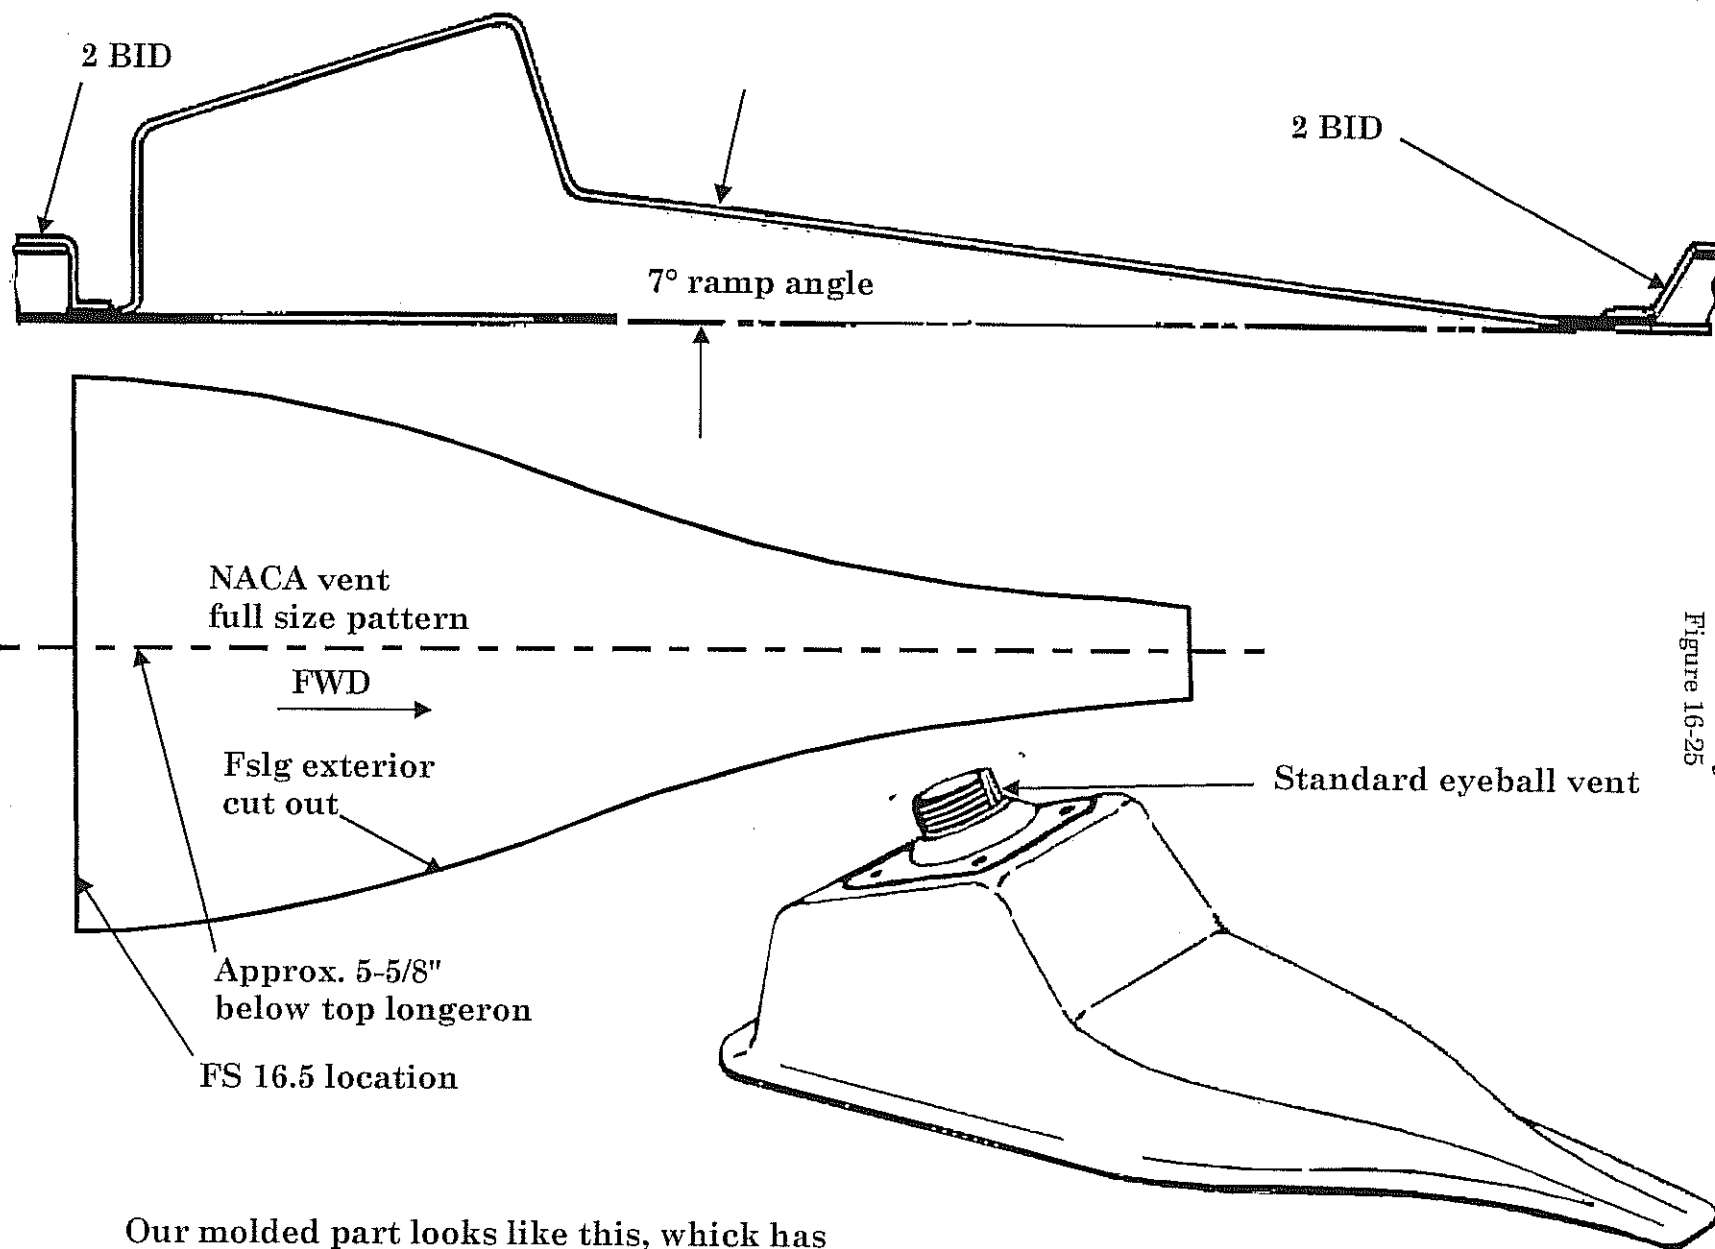 2 BID
2 BID
7° ramp angle
NACA vent
full size pattern
FWD
Fslg exterior
cut out
Figure 16-25
Standard eyeball vent
Approx. 5-5/8"
below top longeron
FS 16.5 location
Our molded part looks like this, whick has